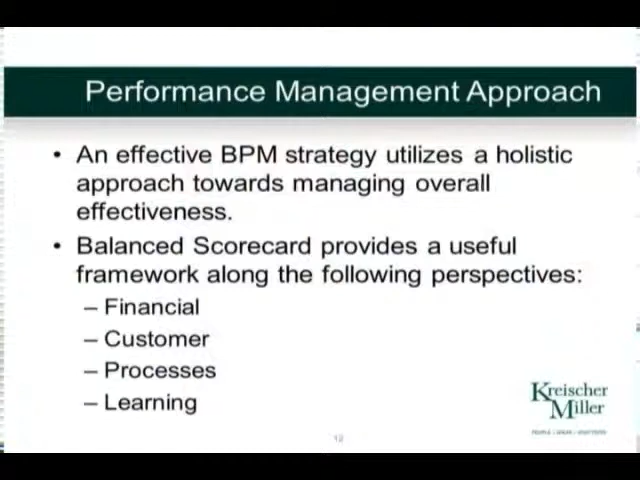 Performance Management Approach
• An effective BPM strategy utilizes a holistic
approach towards managing overall
effectiveness.
• Balanced Scorecard provides a useful
framework along the following perspectives:
– Financial
– Customer
– Processes
– Learning
Kreischer
Miller